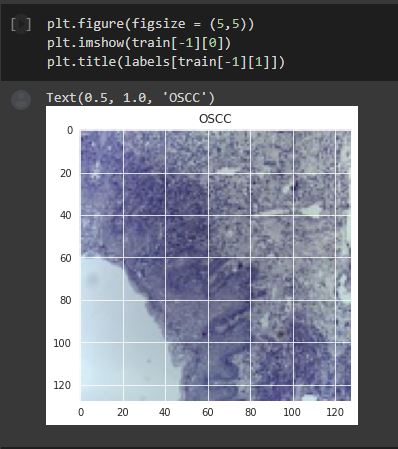 [ ] plt.figure(figsize = (5,5))
plt.imshow(train[-1][0])
plt.title(labels[train[-1][1]])
Text(0.5, 1.0, 'OSCC')
OSCC
0
20
40
60
80
100
120
0 20 40 60 80 100 120